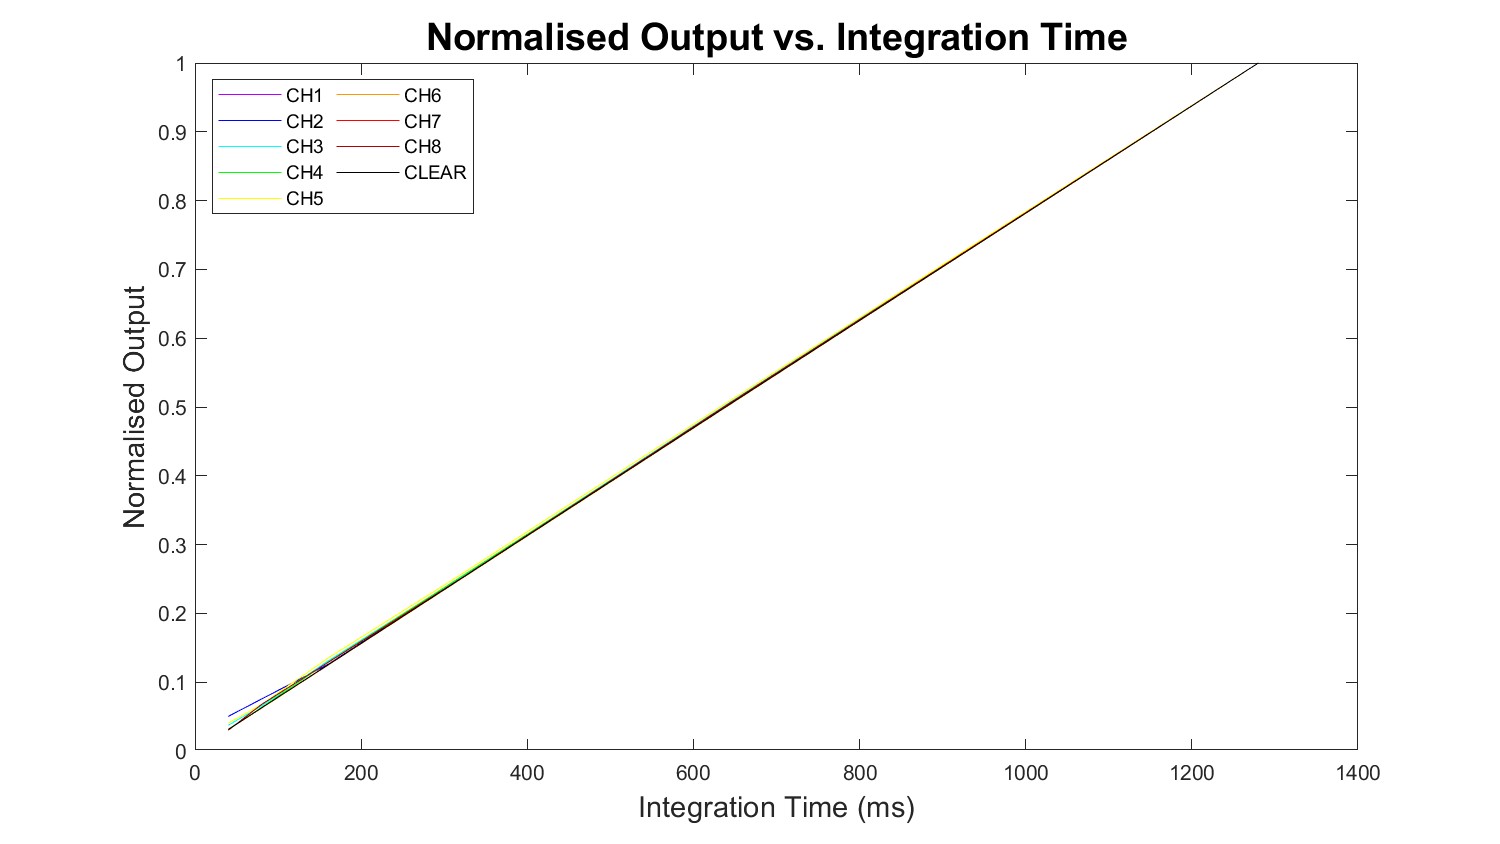 Normalised Output vs. Integration Time
1
0.9
0.8
0.7
0.6
0.5
0.4
0.3
0.2
0.1
0
Normalised Output
CH1
CH2
CH3
CH4
CH5
CH6
CH7
CH8
CLEAR
0 200 400 600 800 1000 1200 1400
Integration Time (ms)